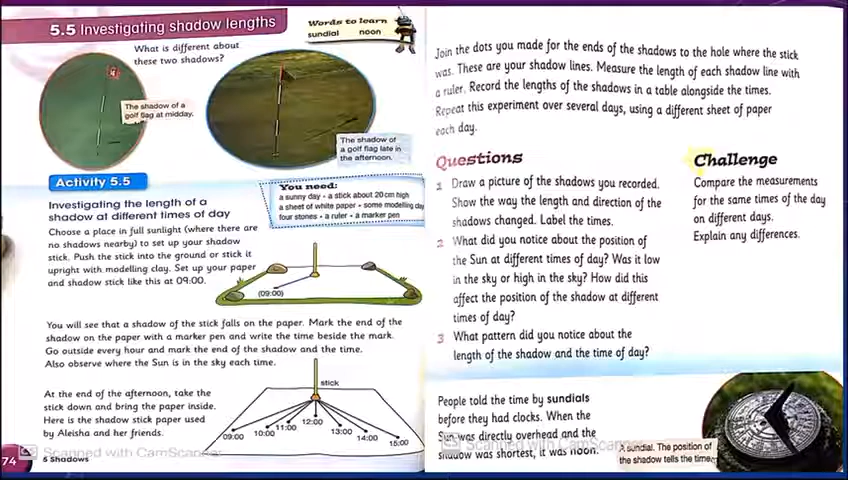 5.5 Investigating shadow lengths
Words to learn
sundial noon
What is different about
these two shadows?
The shadow of a
golf flag at midday.
The shadow of
a golf flag late in
the afternoon.
Activity 5.5
Investigating the length of a
shadow at different times of day
Choose a place in full sunlight (where there are
no shadows nearby) to set up your shadow
stick. Push the stick into the ground or stick it
upright with modelling clay. Set up your paper
and shadow stick like this at 09:00.
You need:
a sunny day • a stick about 20cm high
a sheet of white paper • some modelling clay
four stones • a ruler • a marker pen
(09:00)
You will see that a shadow of the stick falls on the paper. Mark the end of the
shadow on the paper with a marker pen and write the time beside the mark.
Go outside every hour and mark the end of the shadow and the time.
Also observe where the Sun is in the sky each time.
At the end of the afternoon, take the
stick down and bring the paper inside.
Here is the shadow stick paper used
by Aleisha and her friends.
stick
09:00
10:00
11:00
12:00
13:00
14:00
15:00
74
5 Shadows
Scanned with CamScanner
Join the dots you made for the ends of the shadows to the hole where the stick
was. These are your shadow lines. Measure the length of each shadow line with
a ruler. Record the lengths of the shadows in a table alongside the times.
Repeat this experiment over several days, using a different sheet of paper
each day.
Questions
1 Draw a picture of the shadows you recorded.
Show the way the length and direction of the
shadows changed. Label the times.
2 What did you notice about the position of
the Sun at different times of day? Was it low
in the sky or high in the sky? How did this
affect the position of the shadow at different
times of day?
3 What pattern did you notice about the
length of the shadow and the time of day?
Challenge
Compare the measurements
for the same times of the day
on different days.
Explain any differences.
People told the time by sundials
before they had clocks. When the
Sun was directly overhead and the
shadow was shortest, it was noon.
Scanned with CamScanner
A sundial. The position of
the shadow tells the time.